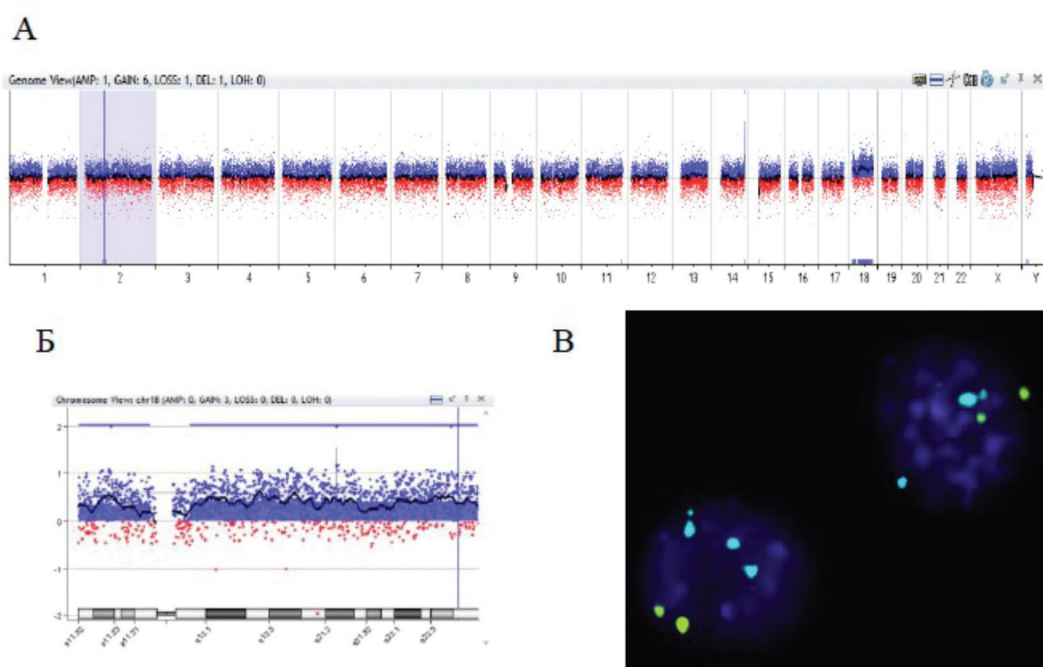 А
Genome View(AMP: 1, GAIN: 6, LOSS: 1, DEL: 1, LOH: 0)
1 2 3 4 5 6 7 8 9 10 11 12 13 14 15 16 17 18 19 20 21 22 X Y
Б
В
Chromosome View: chr18 (AMP: 0, GAIN: 3, LOSS: 0, DEL: 0, LOH: 0)
2
1
0
-1
-2